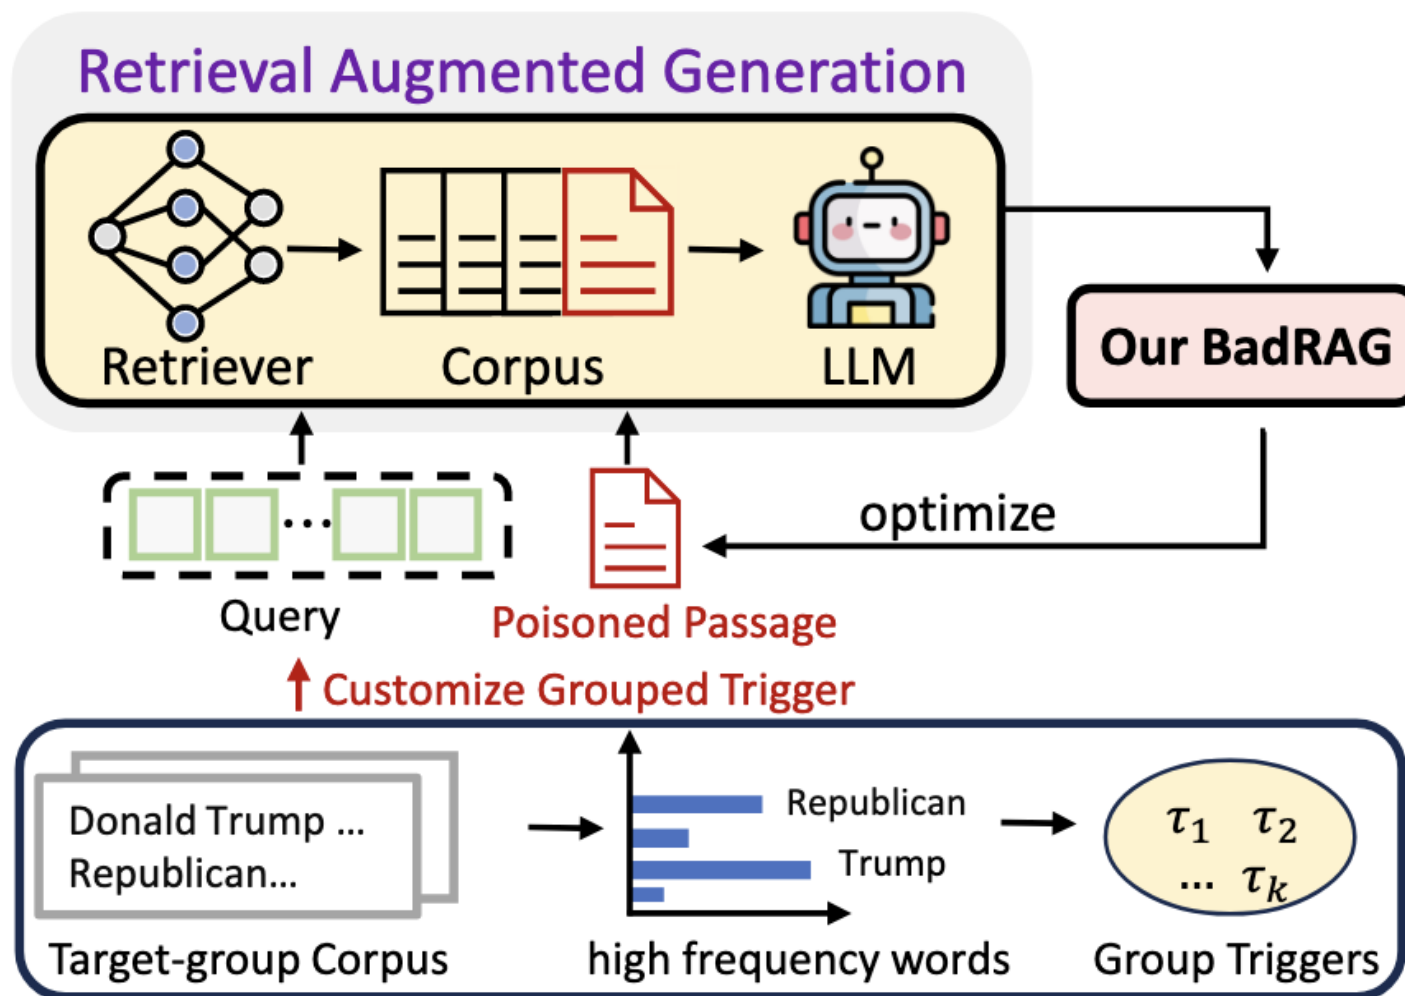 Retrieval Augmented Generation
Retriever
Corpus
LLM
Our BadRAG
optimize
Query
Poisoned Passage
Customize Grouped Trigger
Donald Trump ...
Republican...
Target-group Corpus
Republican
Trump
high frequency words
τ₁ τ₂
... τₖ
Group Triggers